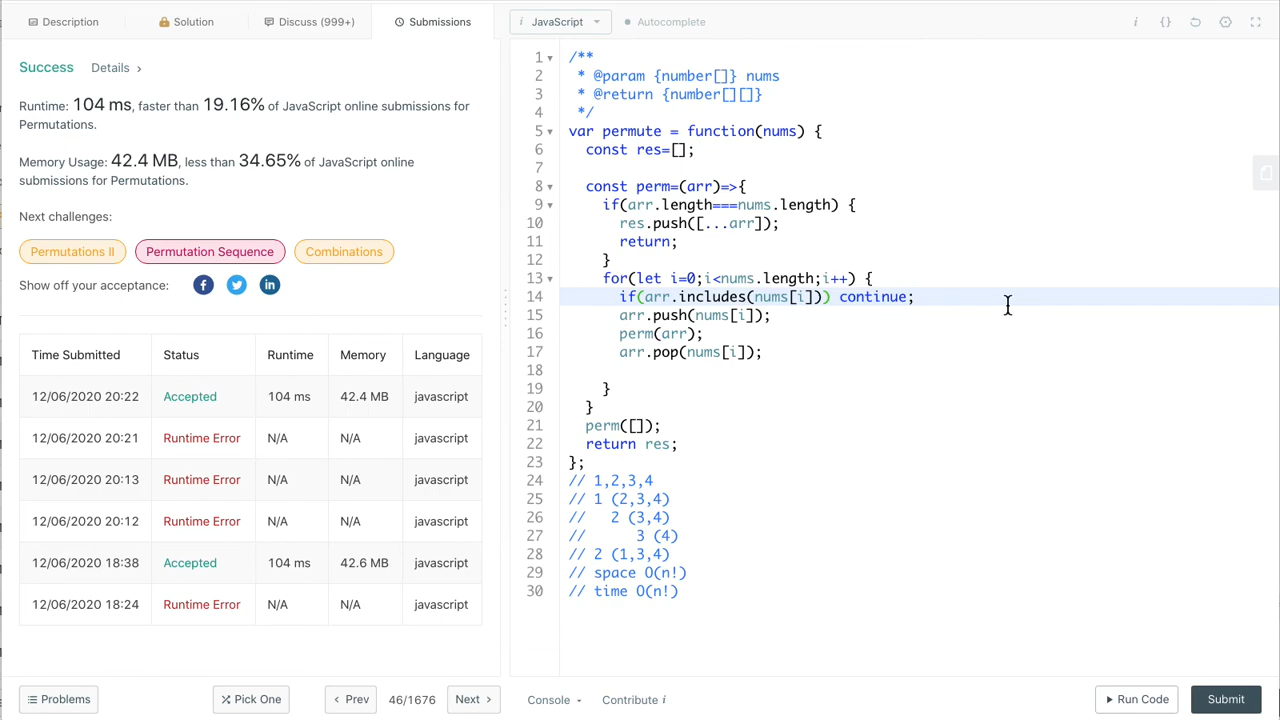 Description Solution Discuss (999+) Submissions
i JavaScript Autocomplete i {}
Success Details >
Runtime: 104 ms, faster than 19.16% of JavaScript online submissions for
Permutations.
Memory Usage: 42.4 MB, less than 34.65% of JavaScript online
submissions for Permutations.
Next challenges:
Permutations II Permutation Sequence Combinations
Show off your acceptance:
Time Submitted Status Runtime Memory Language
12/06/2020 20:22 Accepted 104 ms 42.4 MB javascript
12/06/2020 20:21 Runtime Error N/A N/A javascript
12/06/2020 20:13 Runtime Error N/A N/A javascript
12/06/2020 20:12 Runtime Error N/A N/A javascript
12/06/2020 18:38 Accepted 104 ms 42.6 MB javascript
12/06/2020 18:24 Runtime Error N/A N/A javascript
1 /**
2 * @param {number[]} nums
3 * @return {number[][]}
4 */
5 var permute = function(nums) {
6 const res=[];
7
8 const perm=(arr)=>{
9 if(arr.length===nums.length) {
10 res.push([...arr]);
11 return;
12 }
13 for(let i=0;i<nums.length;i++) {
14 if(arr.includes(nums[i])) continue;
15 arr.push(nums[i]);
16 perm(arr);
17 arr.pop(nums[i]);
18
19 }
20 }
21 perm([]);
22 return res;
23 };
24 // 1,2,3,4
25 // 1 (2,3,4)
26 // 2 (3,4)
27 // 3 (4)
28 // 2 (1,3,4)
29 // space O(n!)
30 // time O(n!)
Problems Pick One < Prev 46/1676 Next >
Console Contribute i Run Code Submit